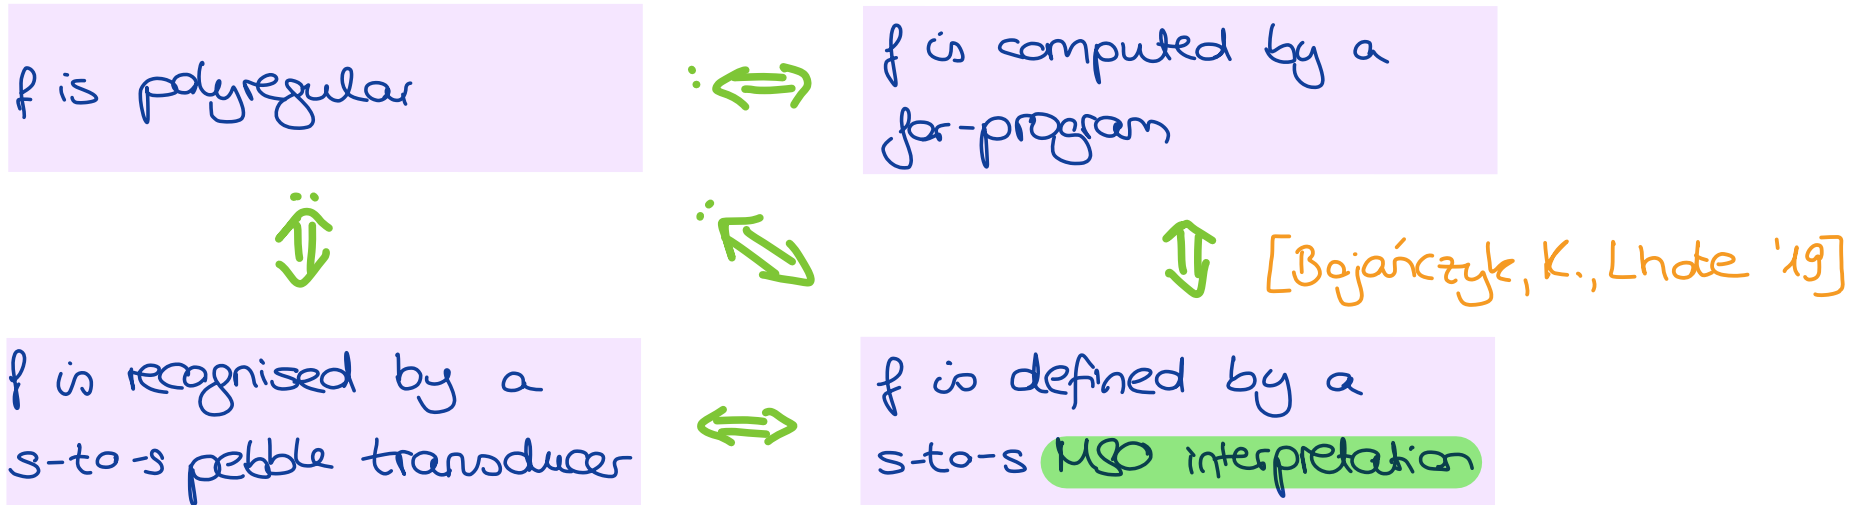 f is polyregular
:⇔
f is computed by a
for-program
:⇔
:⇔
⇔
[Bojańczyk, K., Lhote '19]
f is recognised by a
s-to-s pebble transducer
⇔
f is defined by a
s-to-s MSO interpretation